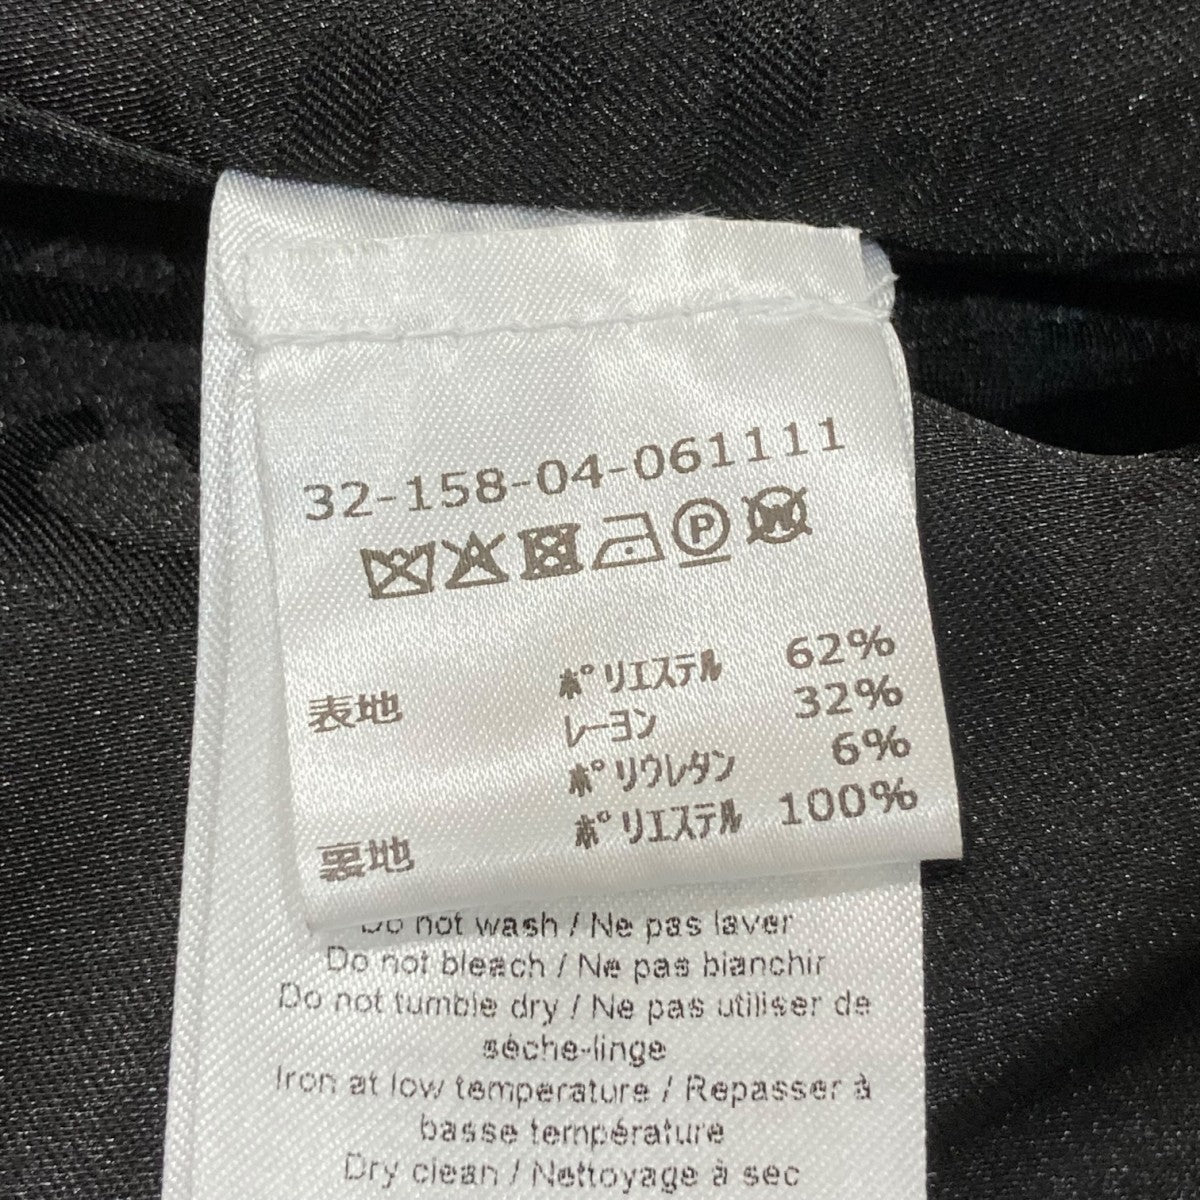 32-158-04-061111
P W
ポリエステル 62%
表地 レーヨン 32%
ポリウレタン 6%
裏地 ポリエステル 100%
Do not wash / Ne pas laver
Do not bleach / Ne pas blanchir
Do not tumble dry / Ne pas utiliser de
sèche-linge
Iron at low temperature / Repasser à
basse température
Dry clean / Nettoyage à sec